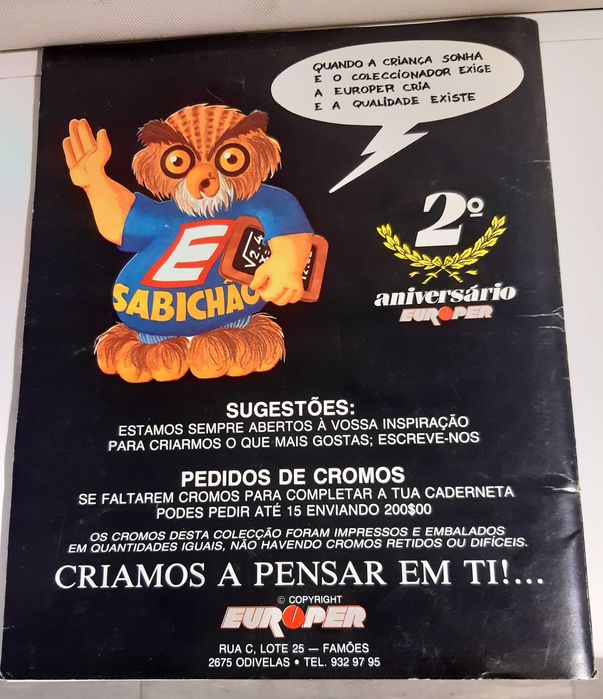 QUANDO A CRIANÇA SONHA
E O COLECCIONADOR EXIGE
A EUROPER CRIA
E A QUALIDADE EXISTE
E
SABICHÃO
2º
aniversário
EUROPER
SUGESTÕES:
ESTAMOS SEMPRE ABERTOS À VOSSA INSPIRAÇÃO
PARA CRIARMOS O QUE MAIS GOSTAS; ESCREVE-NOS
PEDIDOS DE CROMOS
SE FALTAREM CROMOS PARA COMPLETAR A TUA CADERNETA
PODES PEDIR ATÉ 15 ENVIANDO 200$00
OS CROMOS DESTA COLECÇÃO FORAM IMPRESSOS E EMBALADOS
EM QUANTIDADES IGUAIS, NÃO HAVENDO CROMOS RETIDOS OU DIFÍCEIS.
CRIAMOS A PENSAR EM TI!...
© COPYRIGHT
EUROPER
RUA C, LOTE 25 — FAMÕES
2675 ODIVELAS • TEL. 932 97 95